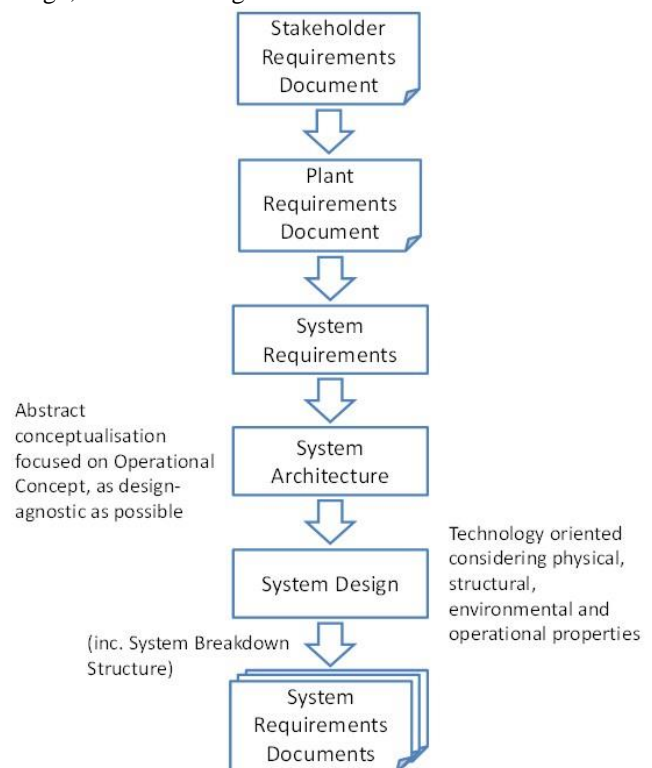 Stakeholder
Requirements
Document
Plant
Requirements
Document
System
Requirements
Abstract
conceptualisation
focused on Operational
Concept, as design-
agnostic as possible
System
Architecture
Technology oriented
considering physical,
structural,
environmental and
operational properties
System Design
(inc. System Breakdown
Structure)
System
Requirements
Documents